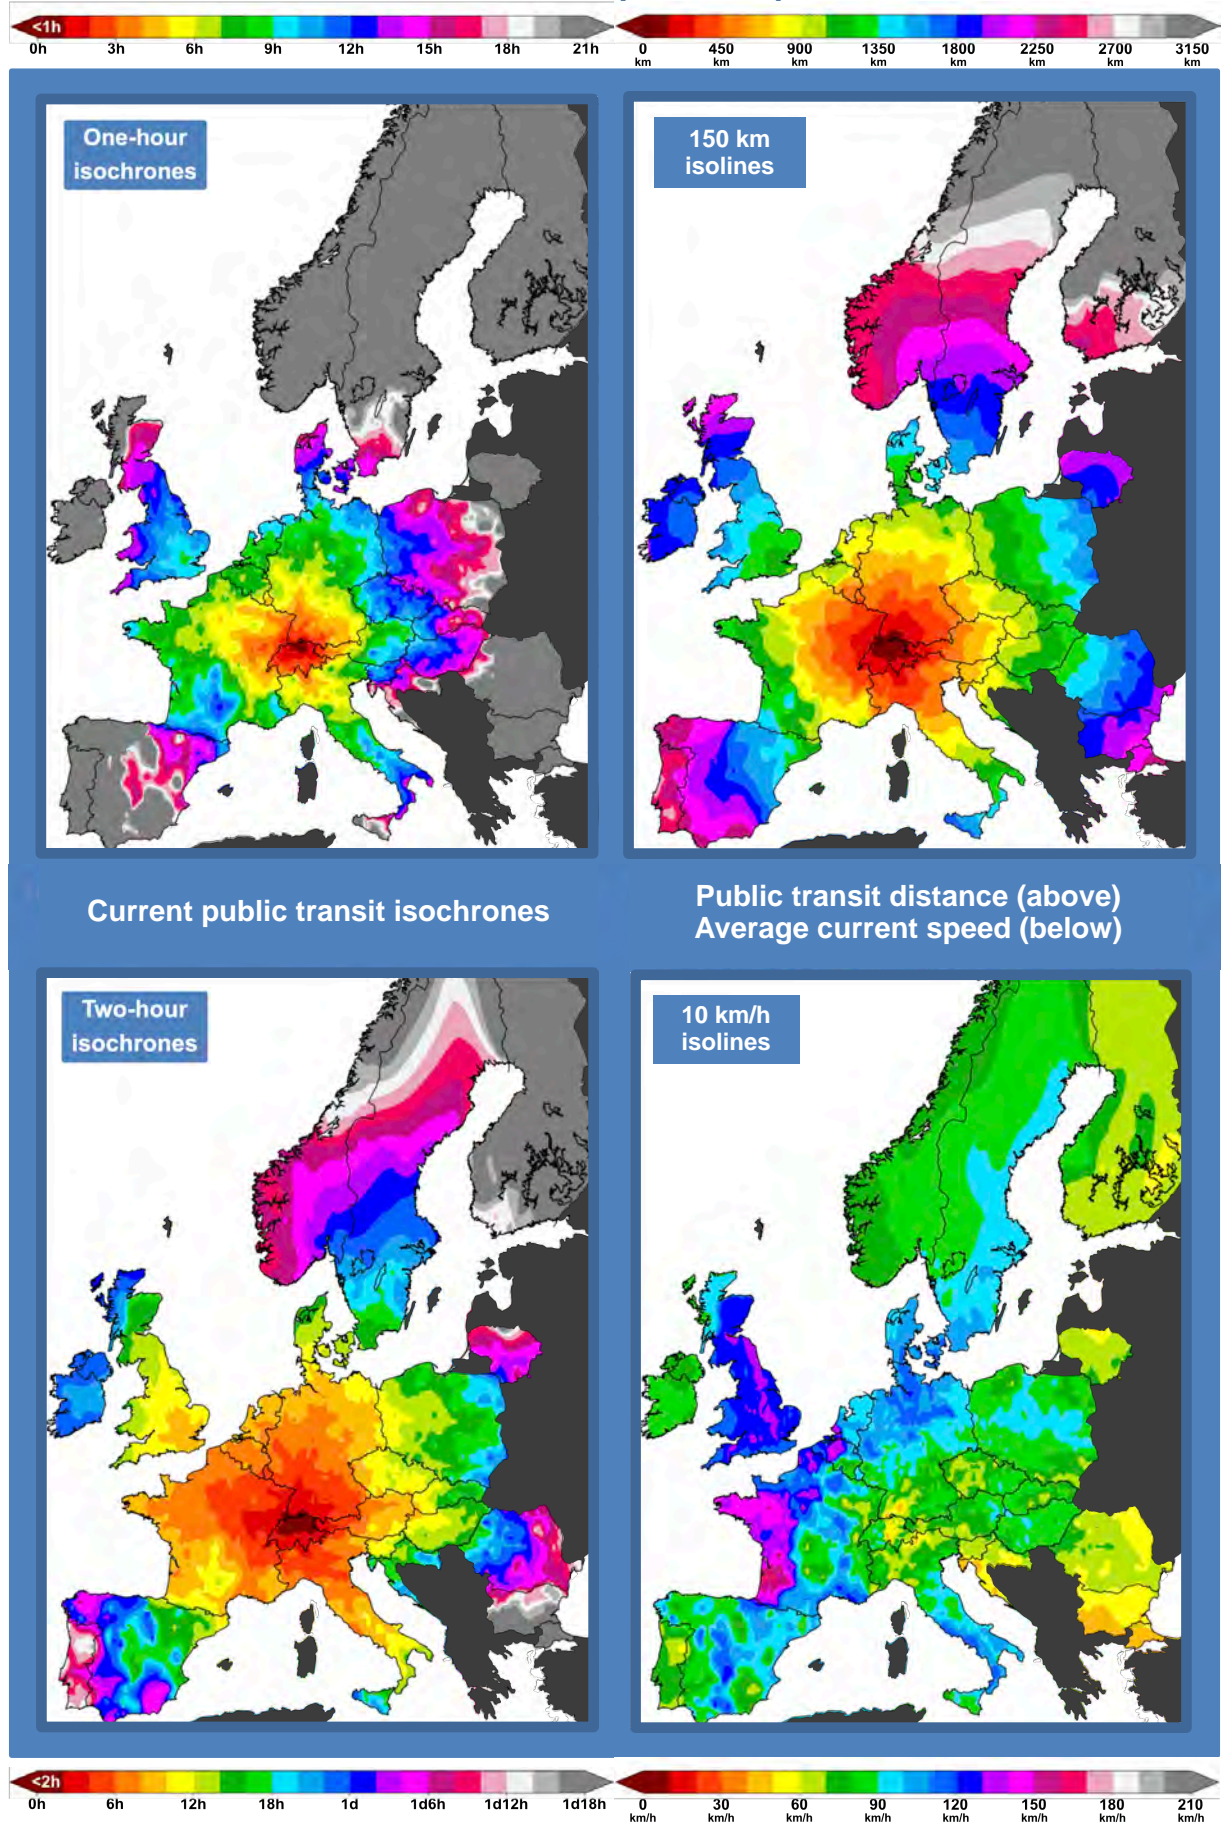 <1h
0h 3h 6h 9h 12h 15h 18h 21h
0 km 450 km 900 km 1350 km 1800 km 2250 km 2700 km 3150 km
One-hour
isochrones
150 km
isolines
Current public transit isochrones
Public transit distance (above)
Average current speed (below)
Two-hour
isochrones
10 km/h
isolines
<2h
0h 6h 12h 18h 1d 1d6h 1d12h 1d18h
0 km/h 30 km/h 60 km/h 90 km/h 120 km/h 150 km/h 180 km/h 210 km/h